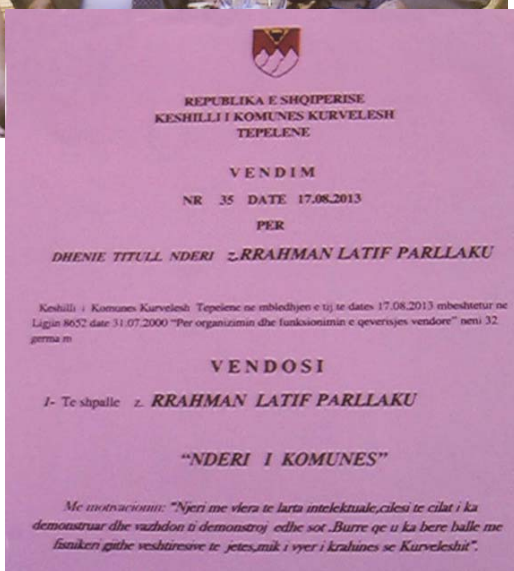 REPUBLIKA E SHQIPERISE
KESHILLI I KOMUNES KURVELESH
TEPELENE
VENDIM
NR 35 DATE 17.08.2013
PER
DHENIE TITULL NDERI z.RRAHMAN LATIF PARLLAKU
Keshilli i Komunes Kurvelesh Tepelene ne mbledhjen e tij te dates 17.08.2013 mbeshtetur ne
Ligjin 8652 date 31.07.2000 "Per organizimin dhe funksionimin e qeverisjes vendore" neni 32
germa m
VENDOSI
1- Te shpalle z. RRAHMAN LATIF PARLLAKU
"NDERI I KOMUNES"
Me motivacionin: "Njeri me vlera te larta intelektuale,cilesi te cilat i ka
demonstruar dhe vazhdon ti demonstroj edhe sot .Burre qe u ka bere balle me
fisnikeri gjithe veshtiresive te jetes,mik i vyer i krahines se Kurveleshit".